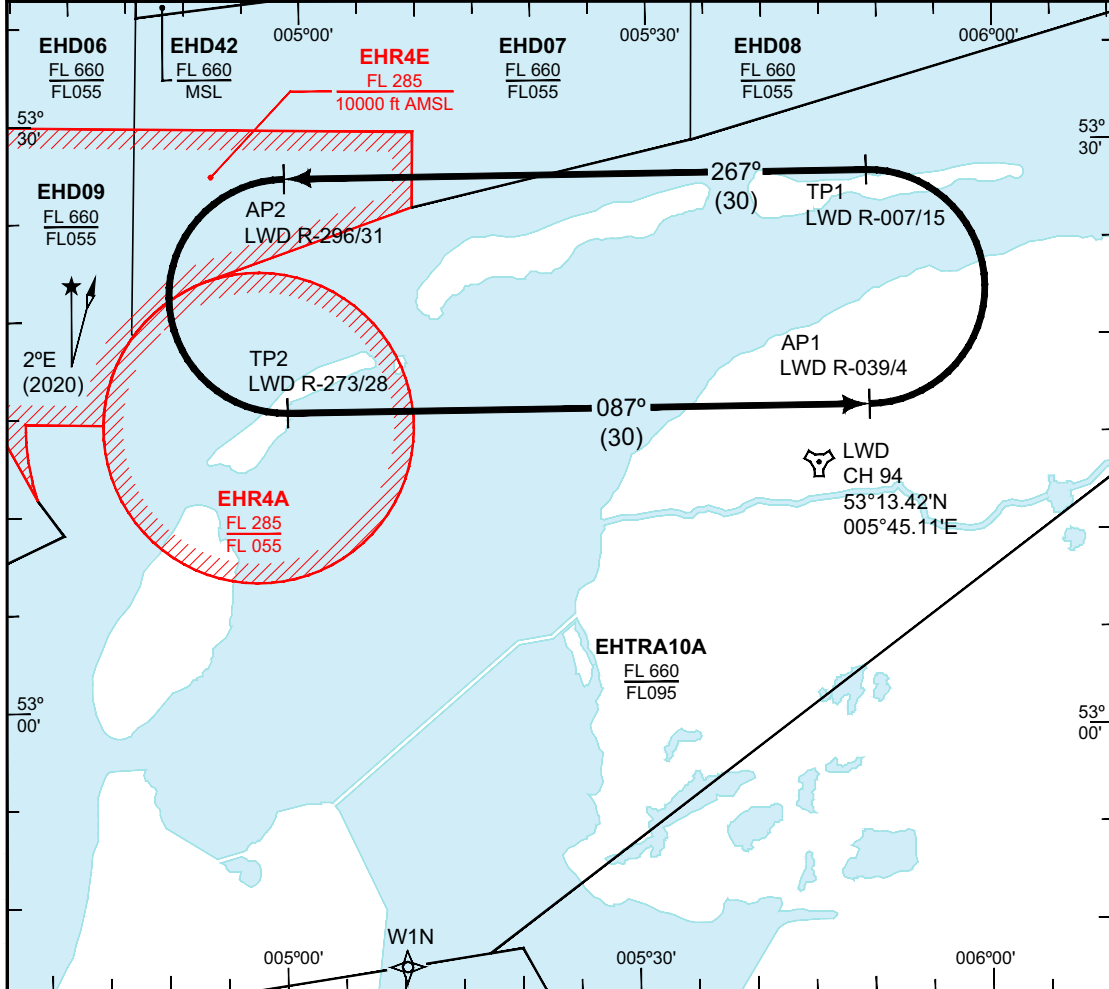 005°00'
005°30'
006°00'
EHD06
FL 660
FL055
EHD42
FL 660
MSL
EHR4E
FL 285
10000 ft AMSL
EHD07
FL 660
FL055
EHD08
FL 660
FL055
53°
30'
53°
30'
EHD09
FL 660
FL055
267°
(30)
AP2
LWD R-296/31
TP1
LWD R-007/15
2°E
(2020)
TP2
LWD R-273/28
AP1
LWD R-039/4
087°
(30)
LWD
CH 94
53°13.42'N
005°45.11'E
EHR4A
FL 285
FL 055
EHTRA10A
FL 660
FL095
53°
00'
53°
00'
W1N
005°00'
005°30'
006°00'